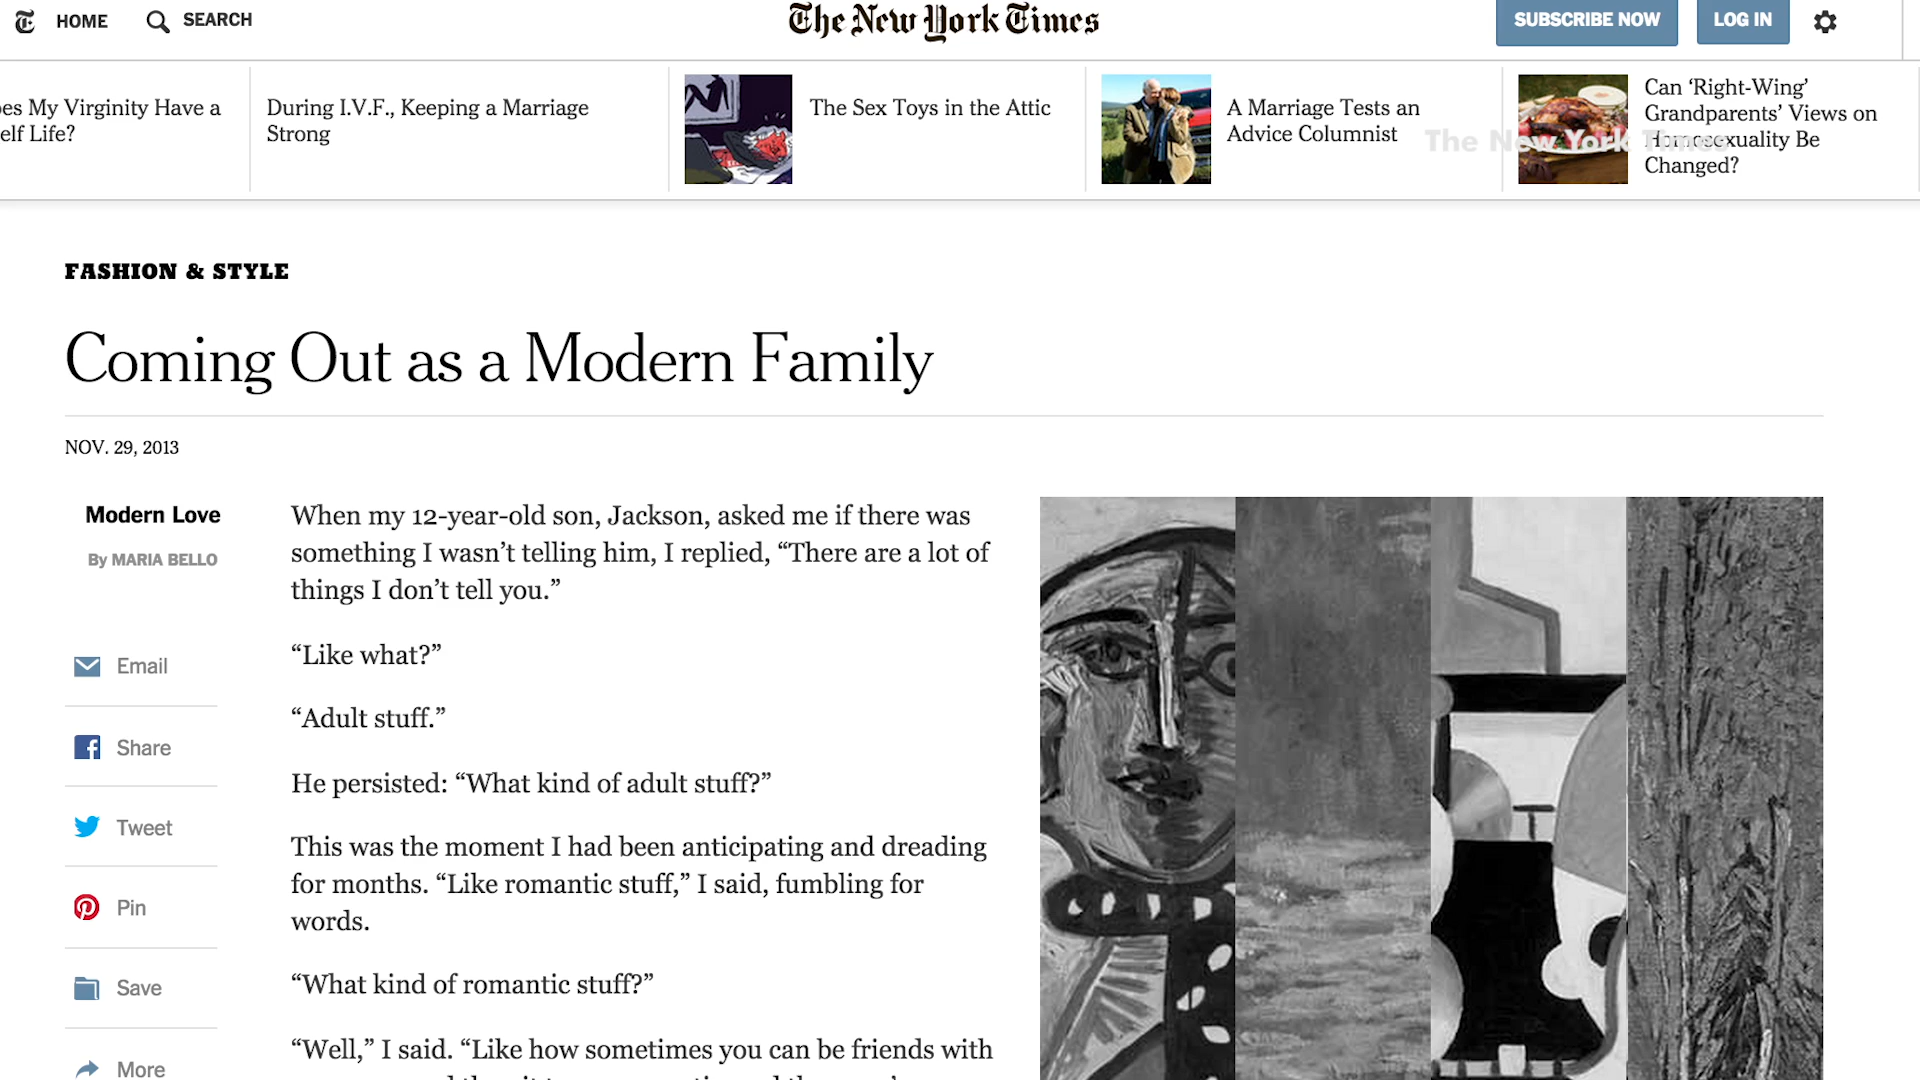 HOME
SEARCH
The New York Times
SUBSCRIBE NOW
LOG IN
es My Virginity Have a
elf Life?
During I.V.F., Keeping a Marriage
Strong
The Sex Toys in the Attic
A Marriage Tests an
Advice Columnist
The New York Times
Can ‘Right-Wing’
Grandparents’ Views on
Homosexuality Be
Changed?
FASHION & STYLE
Coming Out as a Modern Family
NOV. 29, 2013
Modern Love
By MARIA BELLO
Email
Share
Tweet
Pin
Save
More
When my 12-year-old son, Jackson, asked me if there was
something I wasn’t telling him, I replied, “There are a lot of
things I don’t tell you.”
“Like what?”
“Adult stuff.”
He persisted: “What kind of adult stuff?”
This was the moment I had been anticipating and dreading
for months. “Like romantic stuff,” I said, fumbling for
words.
“What kind of romantic stuff?”
“Well,” I said. “Like how sometimes you can be friends with